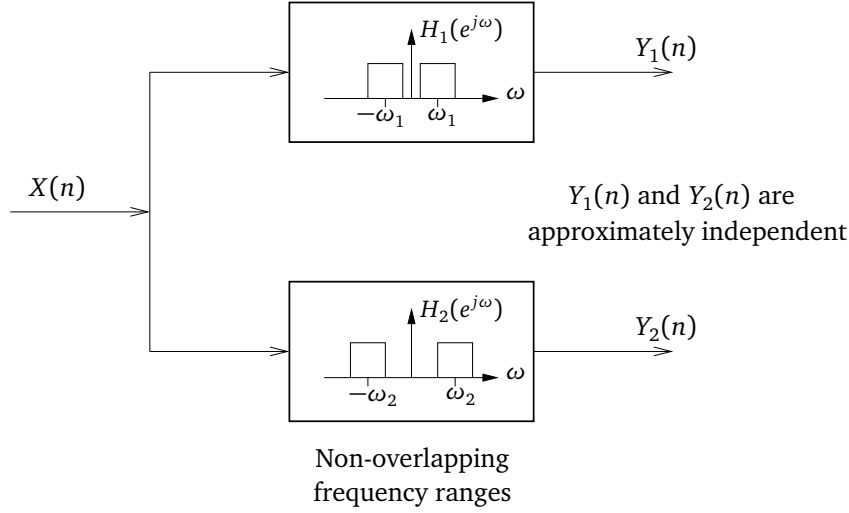 H₁(e^{jω})
Y₁(n)
ω
−ω₁ ω₁
X(n)
Y₁(n) and Y₂(n) are
approximately independent
H₂(e^{jω})
Y₂(n)
ω
−ω₂ ω₂
Non-overlapping
frequency ranges